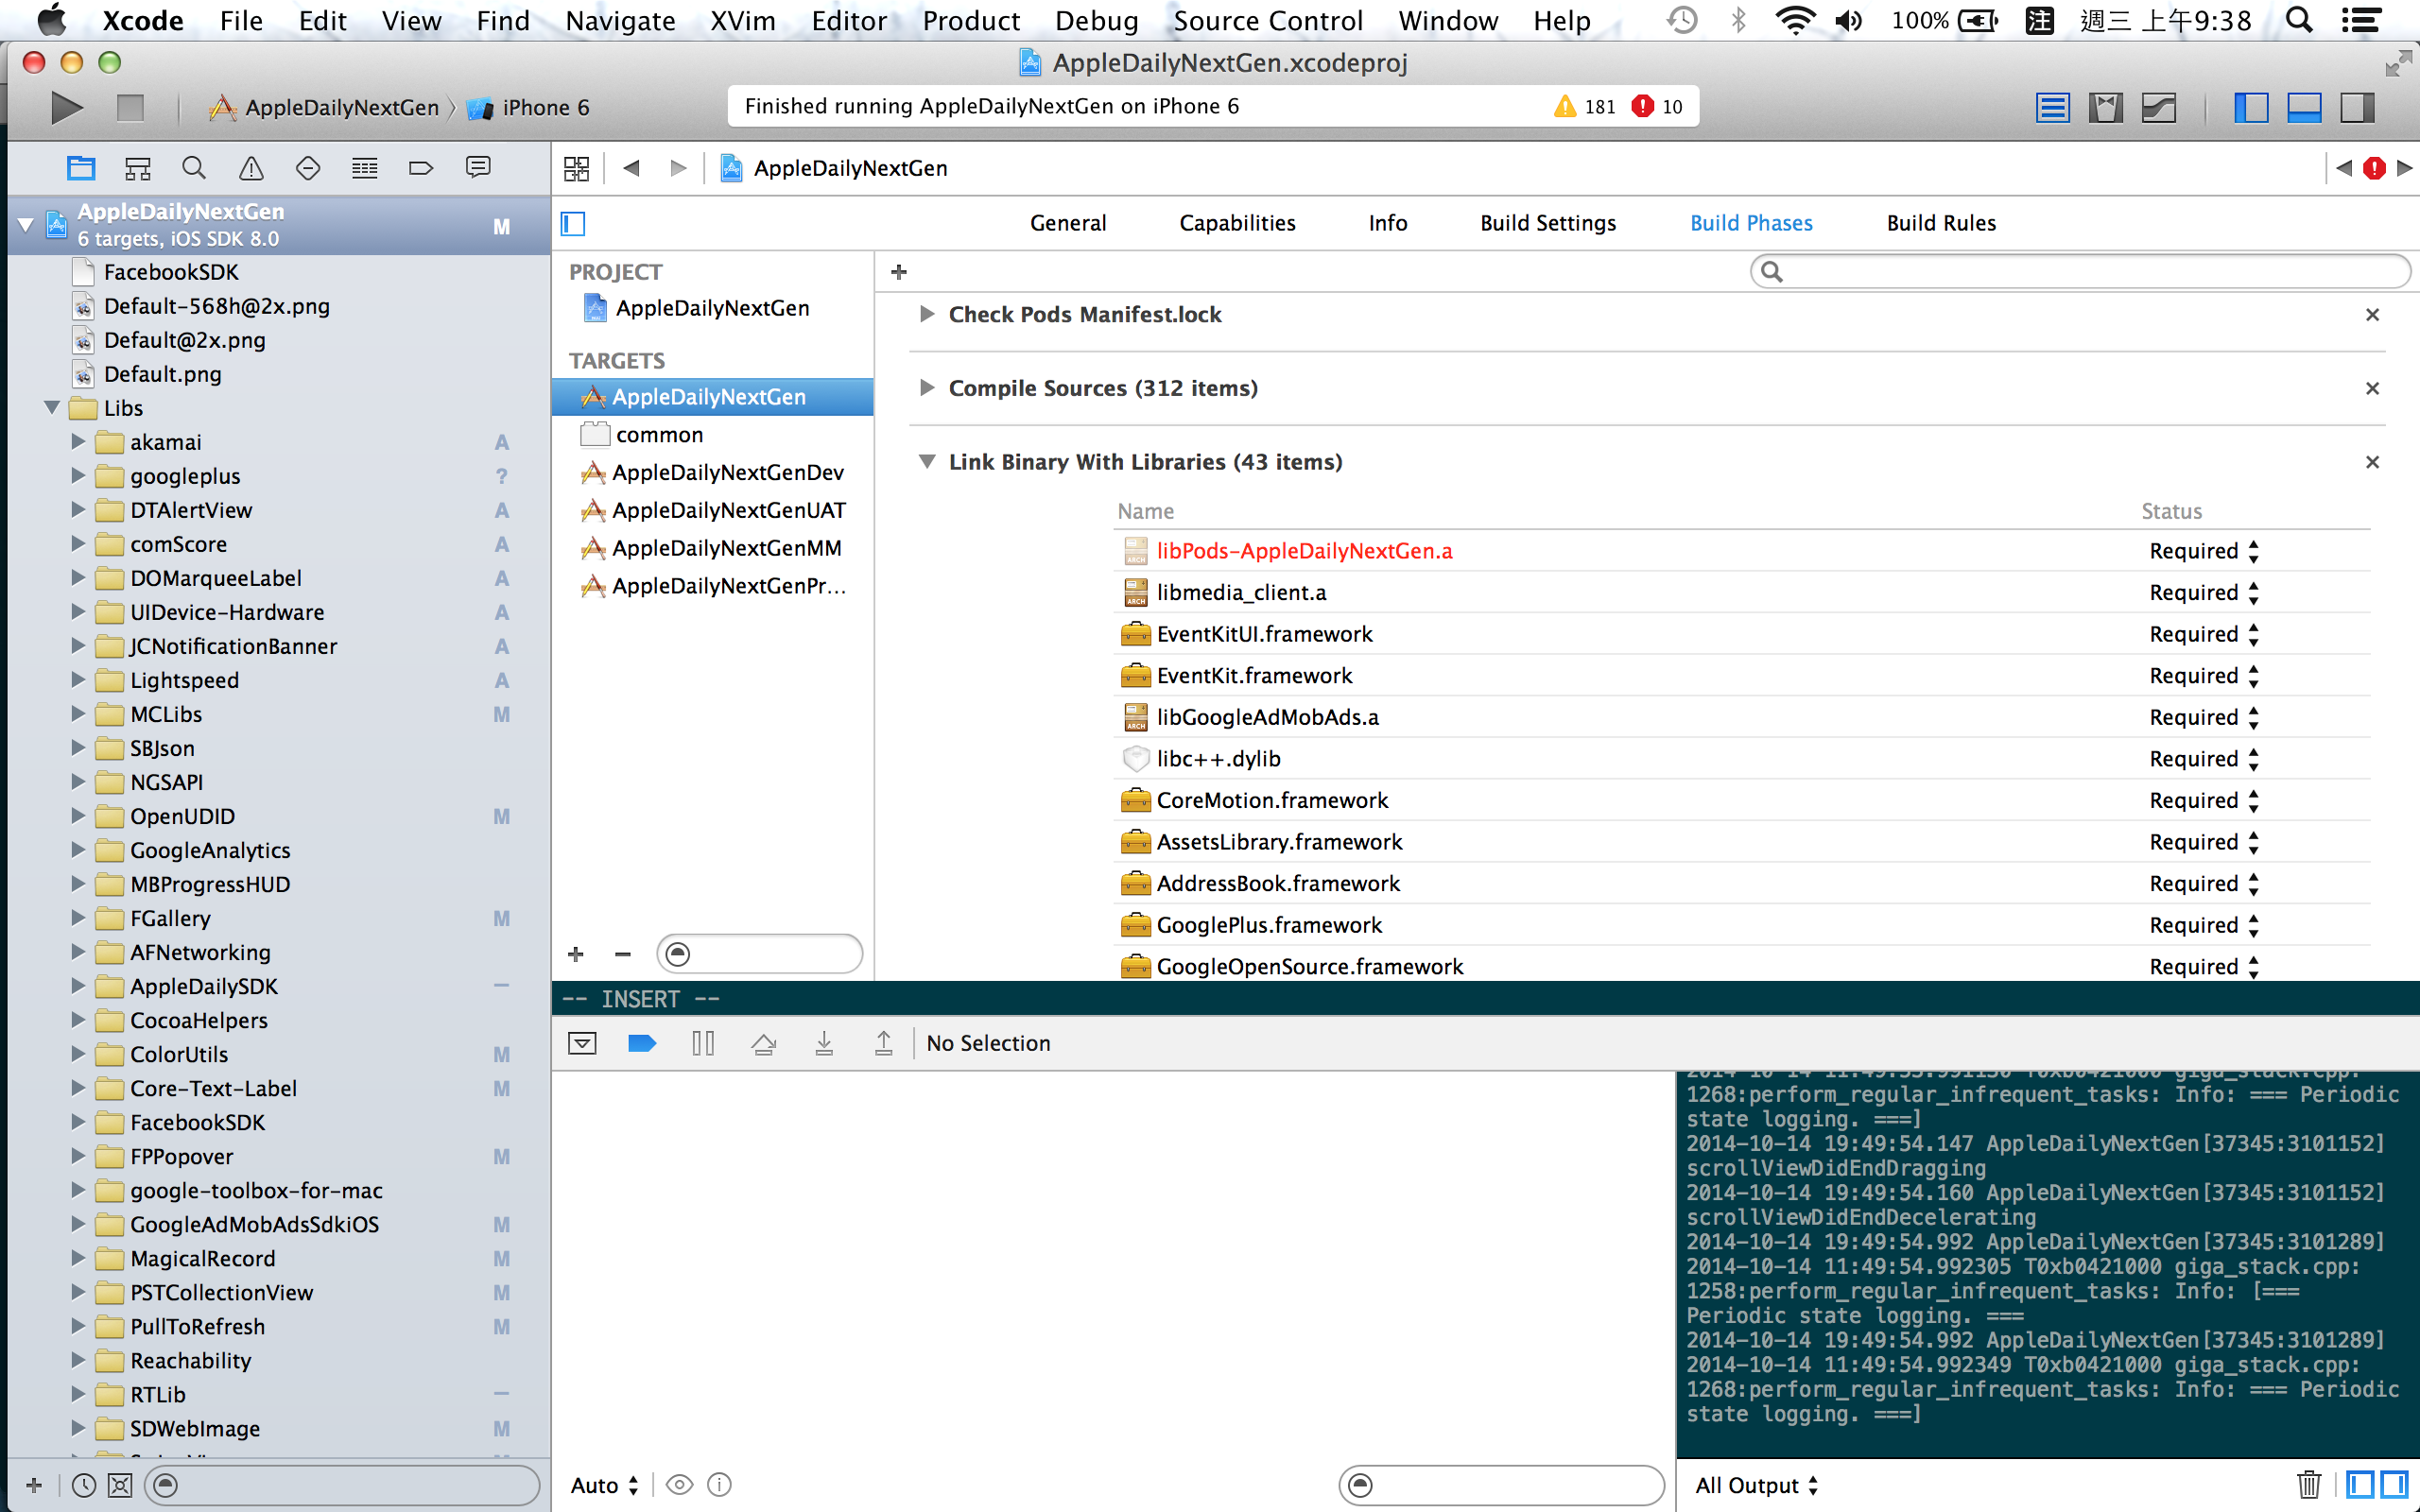 Xcode File Edit View Find Navigate XVim Editor Product Debug Source Control Window Help 100% 注 週三 上午9:38
AppleDailyNextGen.xcodeproj
AppleDailyNextGen iPhone 6
Finished running AppleDailyNextGen on iPhone 6 181 10
AppleDailyNextGen
6 targets, iOS SDK 8.0
M
FacebookSDK
Default-568h@2x.png
Default@2x.png
Default.png
Libs
akamai A
googleplus ?
DTAlertView A
comScore A
DOMarqueeLabel A
UIDevice-Hardware A
JCNotificationBanner A
Lightspeed A
MCLibs M
SBJson
NGSAPI
OpenUDID M
GoogleAnalytics
MBProgressHUD
FGallery M
AFNetworking
AppleDailySDK –
CocoaHelpers
ColorUtils M
Core-Text-Label M
FacebookSDK
FPPopover M
google-toolbox-for-mac
GoogleAdMobAdsSdkiOS M
MagicalRecord M
PSTCollectionView M
PullToRefresh M
Reachability
RTLib –
SDWebImage M
AppleDailyNextGen
General Capabilities Info Build Settings Build Phases Build Rules
PROJECT
AppleDailyNextGen
TARGETS
AppleDailyNextGen
common
AppleDailyNextGenDev
AppleDailyNextGenUAT
AppleDailyNextGenMM
AppleDailyNextGenPr...
Check Pods Manifest.lock
Compile Sources (312 items)
Link Binary With Libraries (43 items)
Name Status
libPods-AppleDailyNextGen.a Required
libmedia_client.a Required
EventKitUI.framework Required
EventKit.framework Required
libGoogleAdMobAds.a Required
libc++.dylib Required
CoreMotion.framework Required
AssetsLibrary.framework Required
AddressBook.framework Required
GooglePlus.framework Required
GoogleOpenSource.framework Required
-- INSERT --
No Selection
2014-10-14 11:49:53.991150 T0xb0421000 giga_stack.cpp:
1268:perform_regular_infrequent_tasks: Info: === Periodic
state logging. ===]
2014-10-14 19:49:54.147 AppleDailyNextGen[37345:3101152]
scrollViewDidEndDragging
2014-10-14 19:49:54.160 AppleDailyNextGen[37345:3101152]
scrollViewDidEndDecelerating
2014-10-14 19:49:54.992 AppleDailyNextGen[37345:3101289]
2014-10-14 11:49:54.992305 T0xb0421000 giga_stack.cpp:
1258:perform_regular_infrequent_tasks: Info: [===
Periodic state logging. ===
2014-10-14 19:49:54.992 AppleDailyNextGen[37345:3101289]
2014-10-14 11:49:54.992349 T0xb0421000 giga_stack.cpp:
1268:perform_regular_infrequent_tasks: Info: === Periodic
state logging. ===]
Auto
All Output